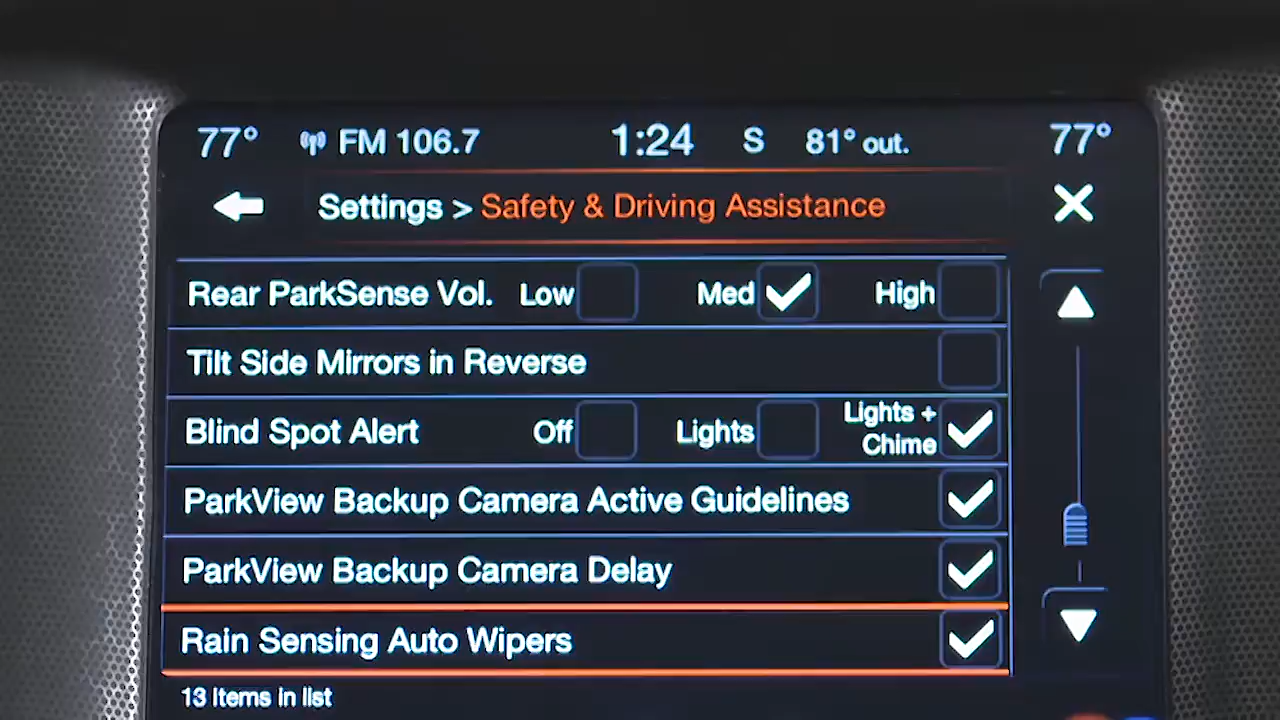 77° FM 106.7 1:24 S 81° out. 77°
Settings > Safety & Driving Assistance
Rear ParkSense Vol. Low Med High
Tilt Side Mirrors in Reverse
Blind Spot Alert Off Lights Lights + Chime
ParkView Backup Camera Active Guidelines
ParkView Backup Camera Delay
Rain Sensing Auto Wipers
13 Items in list